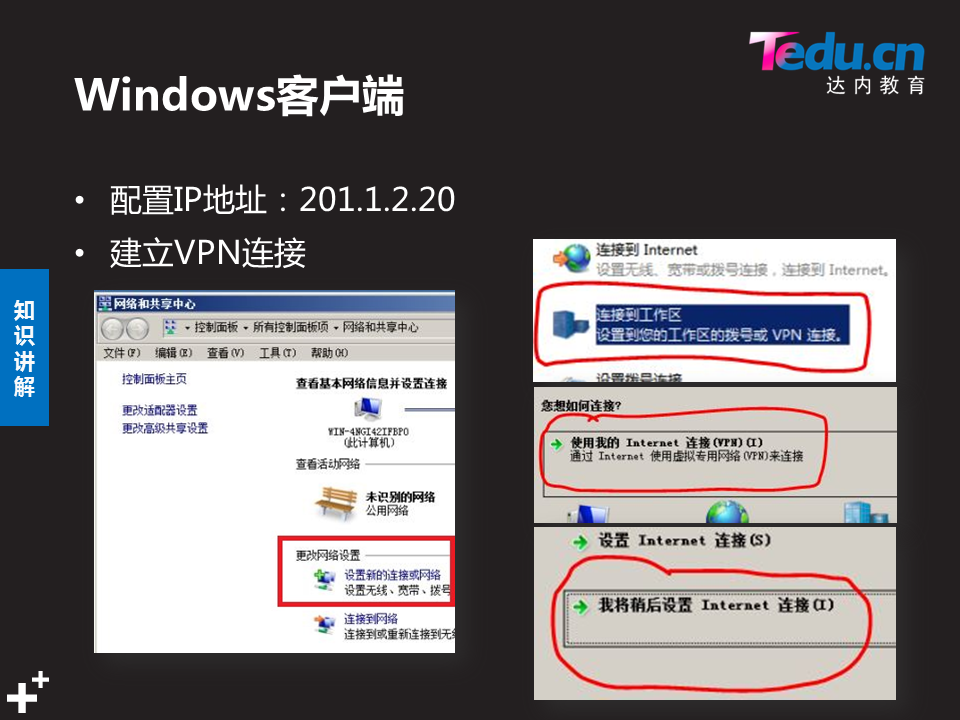 Tedu.cn
达内教育
Windows客户端
• 配置IP地址：201.1.2.20
• 建立VPN连接
知识讲解
网络和共享中心
控制面板 ▾ 所有控制面板项 ▾ 网络和共享中心
文件(F) 编辑(E) 查看(V) 工具(T) 帮助(H)
控制面板主页
更改适配器设置
更改高级共享设置
查看基本网络信息并设置连接
WIN-4NGI42IFBPO
(此计算机)
查看活动网络
未识别的网络
公用网络
更改网络设置
设置新的连接或网络
设置无线、宽带、拨号
连接到网络
连接到或重新连接到无线
连接到 Internet
设置无线、宽带或拨号连接，连接到 Internet。
连接到工作区
设置到您的工作区的拨号或 VPN 连接。
设置拨号连接
您想如何连接?
使用我的 Internet 连接(VPN)(I)
通过 Internet 使用虚拟专用网络(VPN)来连接
设置 Internet 连接(S)
我将稍后设置 Internet 连接(I)